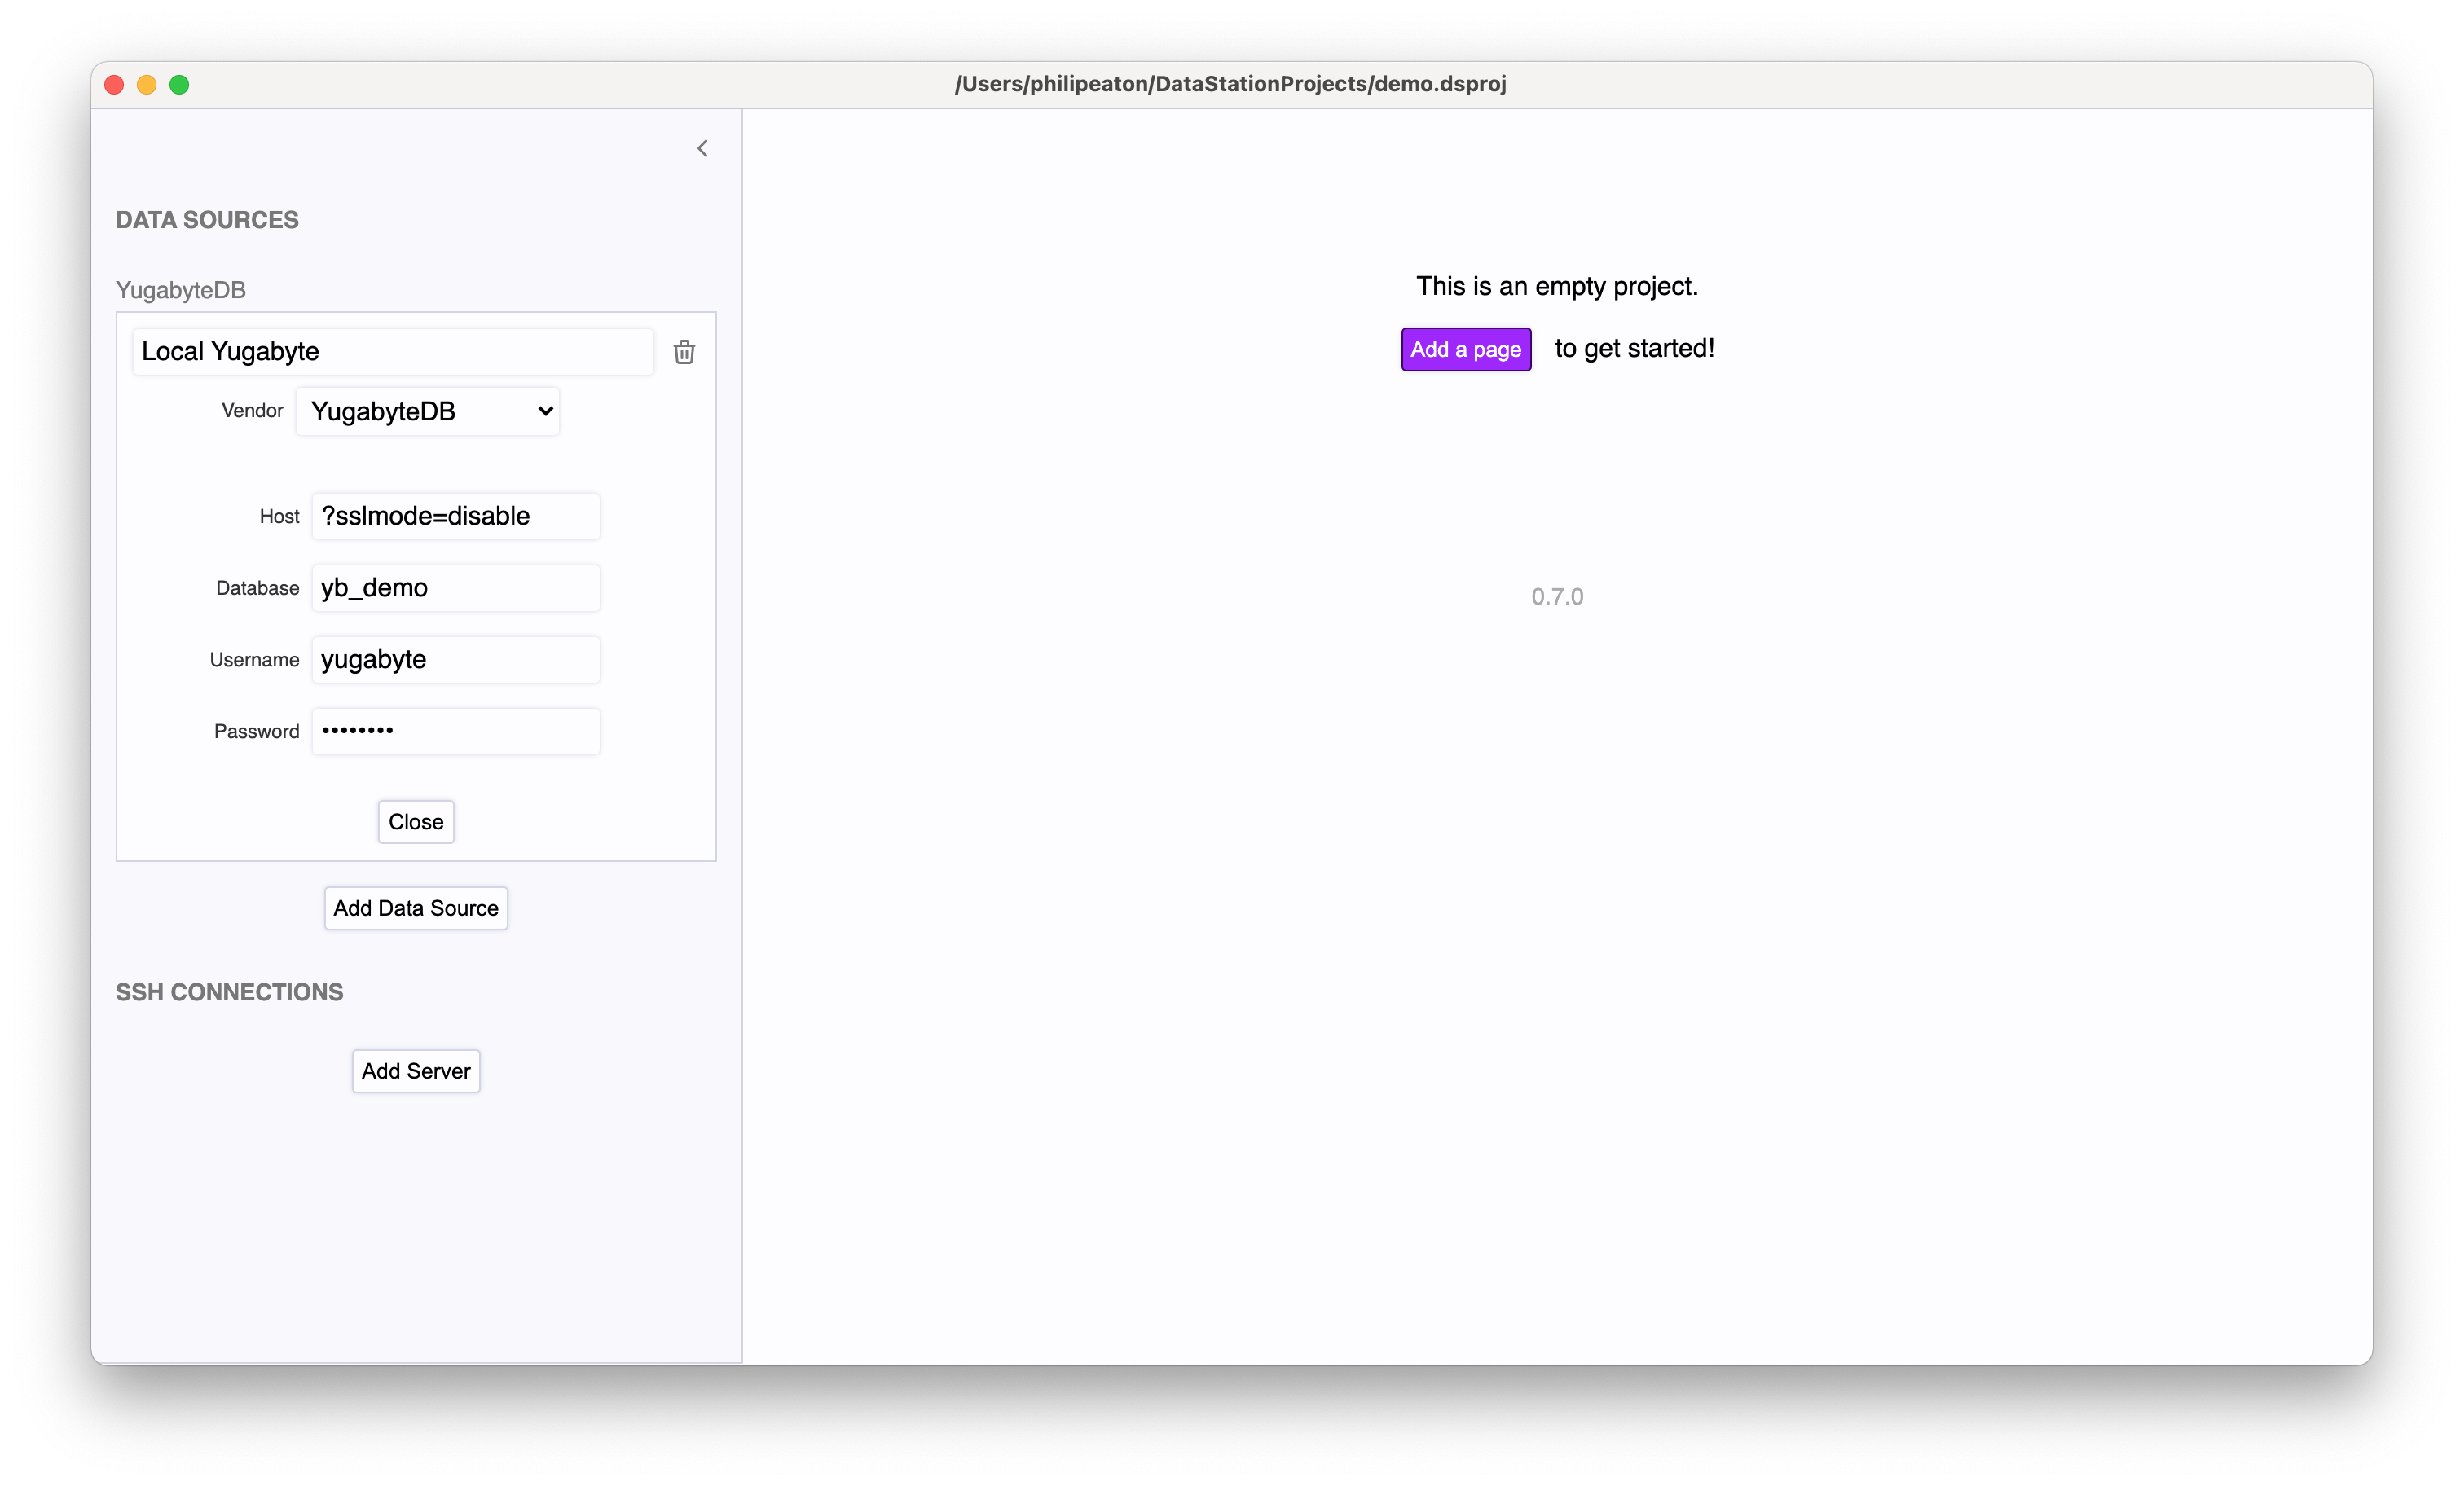 /Users/philipeaton/DataStationProjects/demo.dsproj
DATA SOURCES
YugabyteDB
Local Yugabyte
Vendor YugabyteDB
Host ?sslmode=disable
Database yb_demo
Username yugabyte
Password ••••••••
Close
Add Data Source
SSH CONNECTIONS
Add Server
This is an empty project.
Add a page to get started!
0.7.0